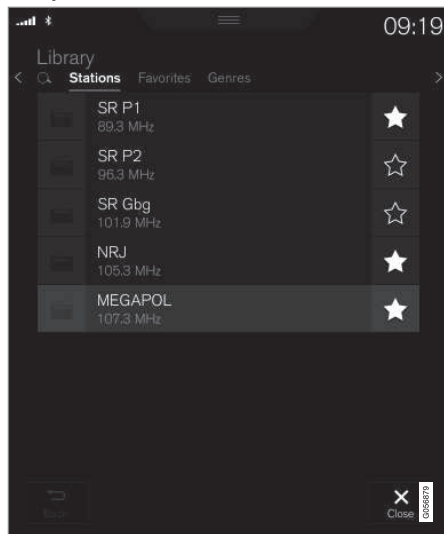 09:19
Library
Stations Favorites Genres
SR P1
89.3 MHz
SR P2
96.3 MHz
SR Gbg
101.9 MHz
NRJ
105.3 MHz
MEGAPOL
107.3 MHz
Back
Close
G056879